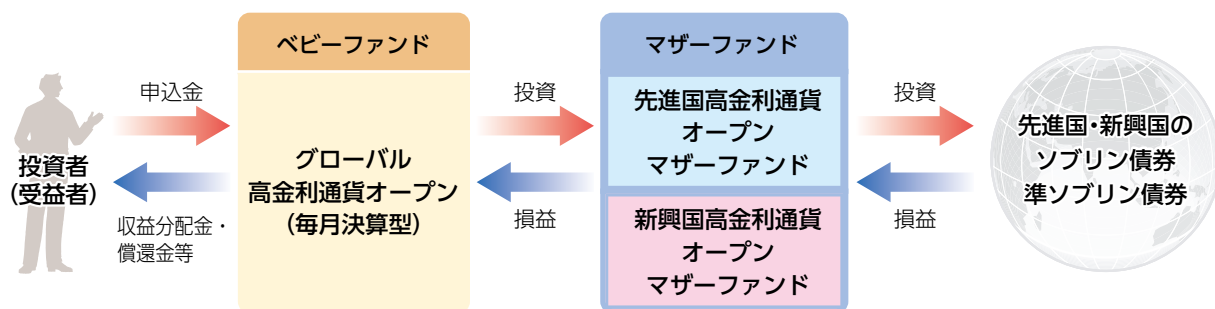 投資者
(受益者)
申込金
収益分配金・
償還金等
ベビーファンド
グローバル
高金利通貨オープン
(毎月決算型)
投資
損益
マザーファンド
先進国高金利通貨
オープン
マザーファンド
新興国高金利通貨
オープン
マザーファンド
投資
損益
先進国・新興国の
ソブリン債券
準ソブリン債券